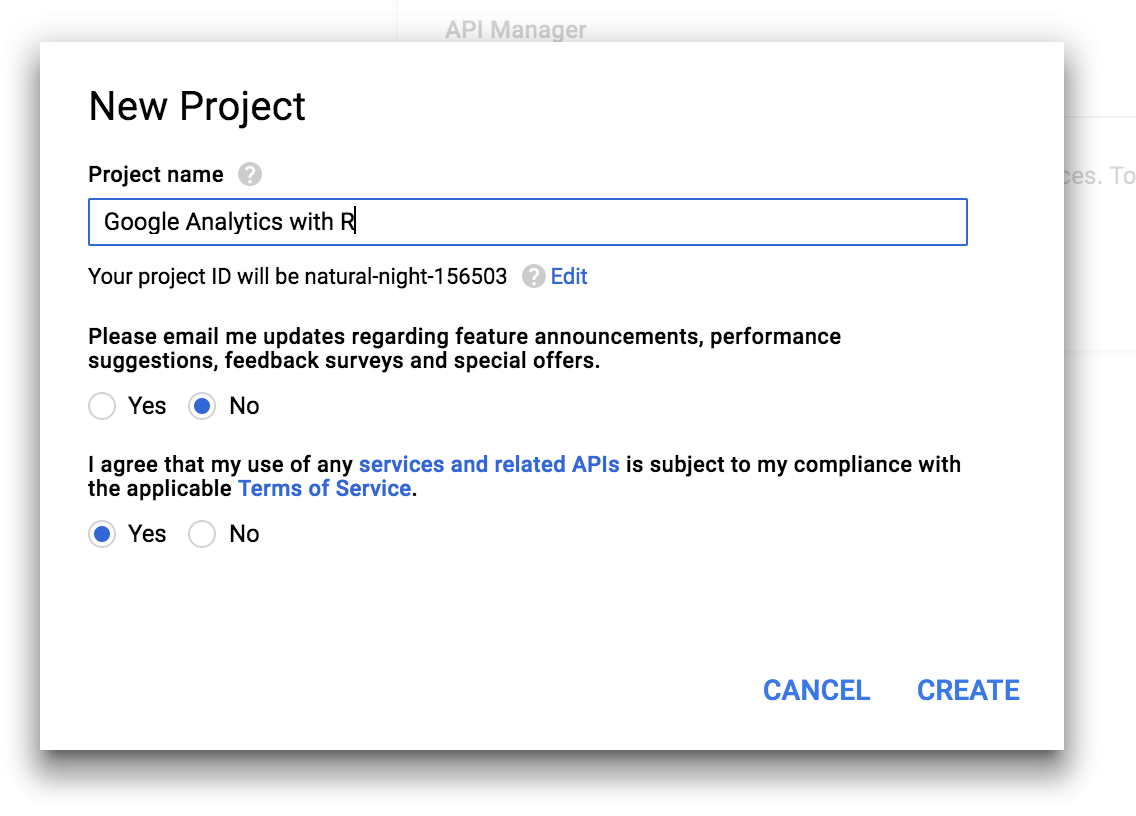 API Manager
New Project
Project name ?
Google Analytics with R
Your project ID will be natural-night-156503 ? Edit
Please email me updates regarding feature announcements, performance
suggestions, feedback surveys and special offers.
Yes No
I agree that my use of any services and related APIs is subject to my compliance with
the applicable Terms of Service.
Yes No
CANCEL CREATE